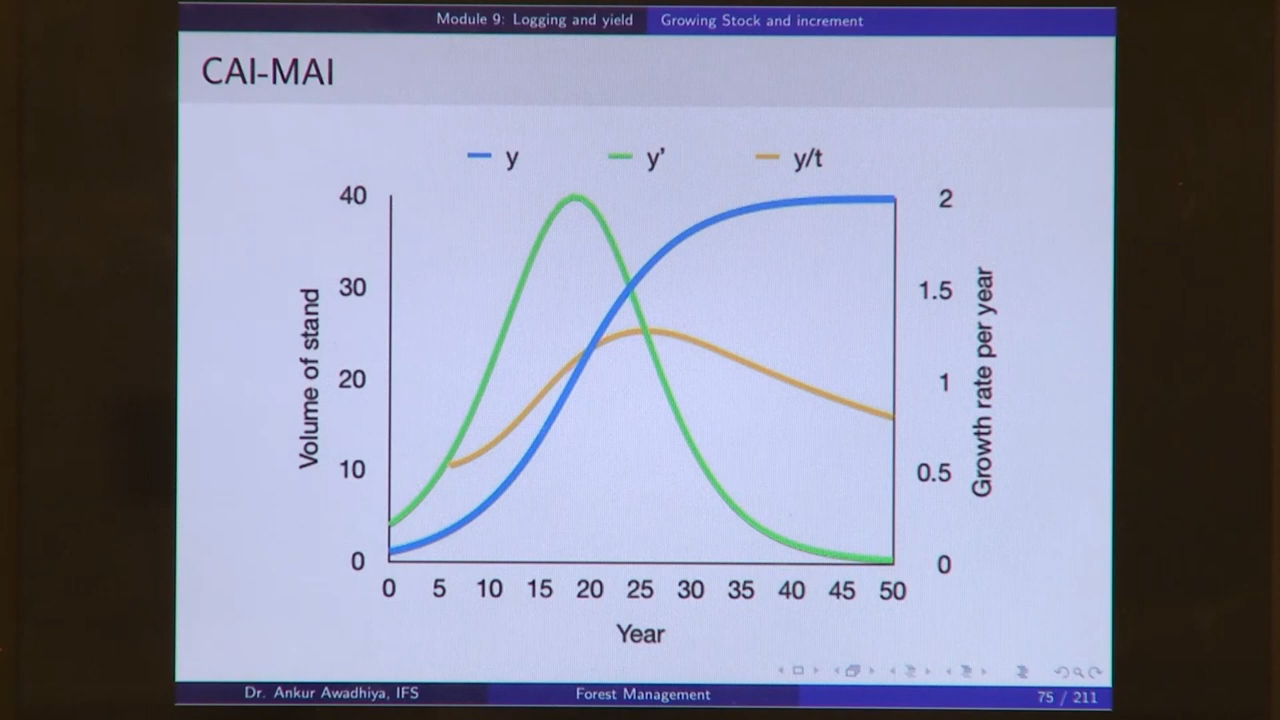 Module 9: Logging and yield Growing Stock and increment
CAI-MAI
y y' y/t
40
30
20
10
0
Volume of stand
2
1.5
1
0.5
0
Growth rate per year
0 5 10 15 20 25 30 35 40 45 50
Year
Dr. Ankur Awadhiya, IFS Forest Management 75 / 211